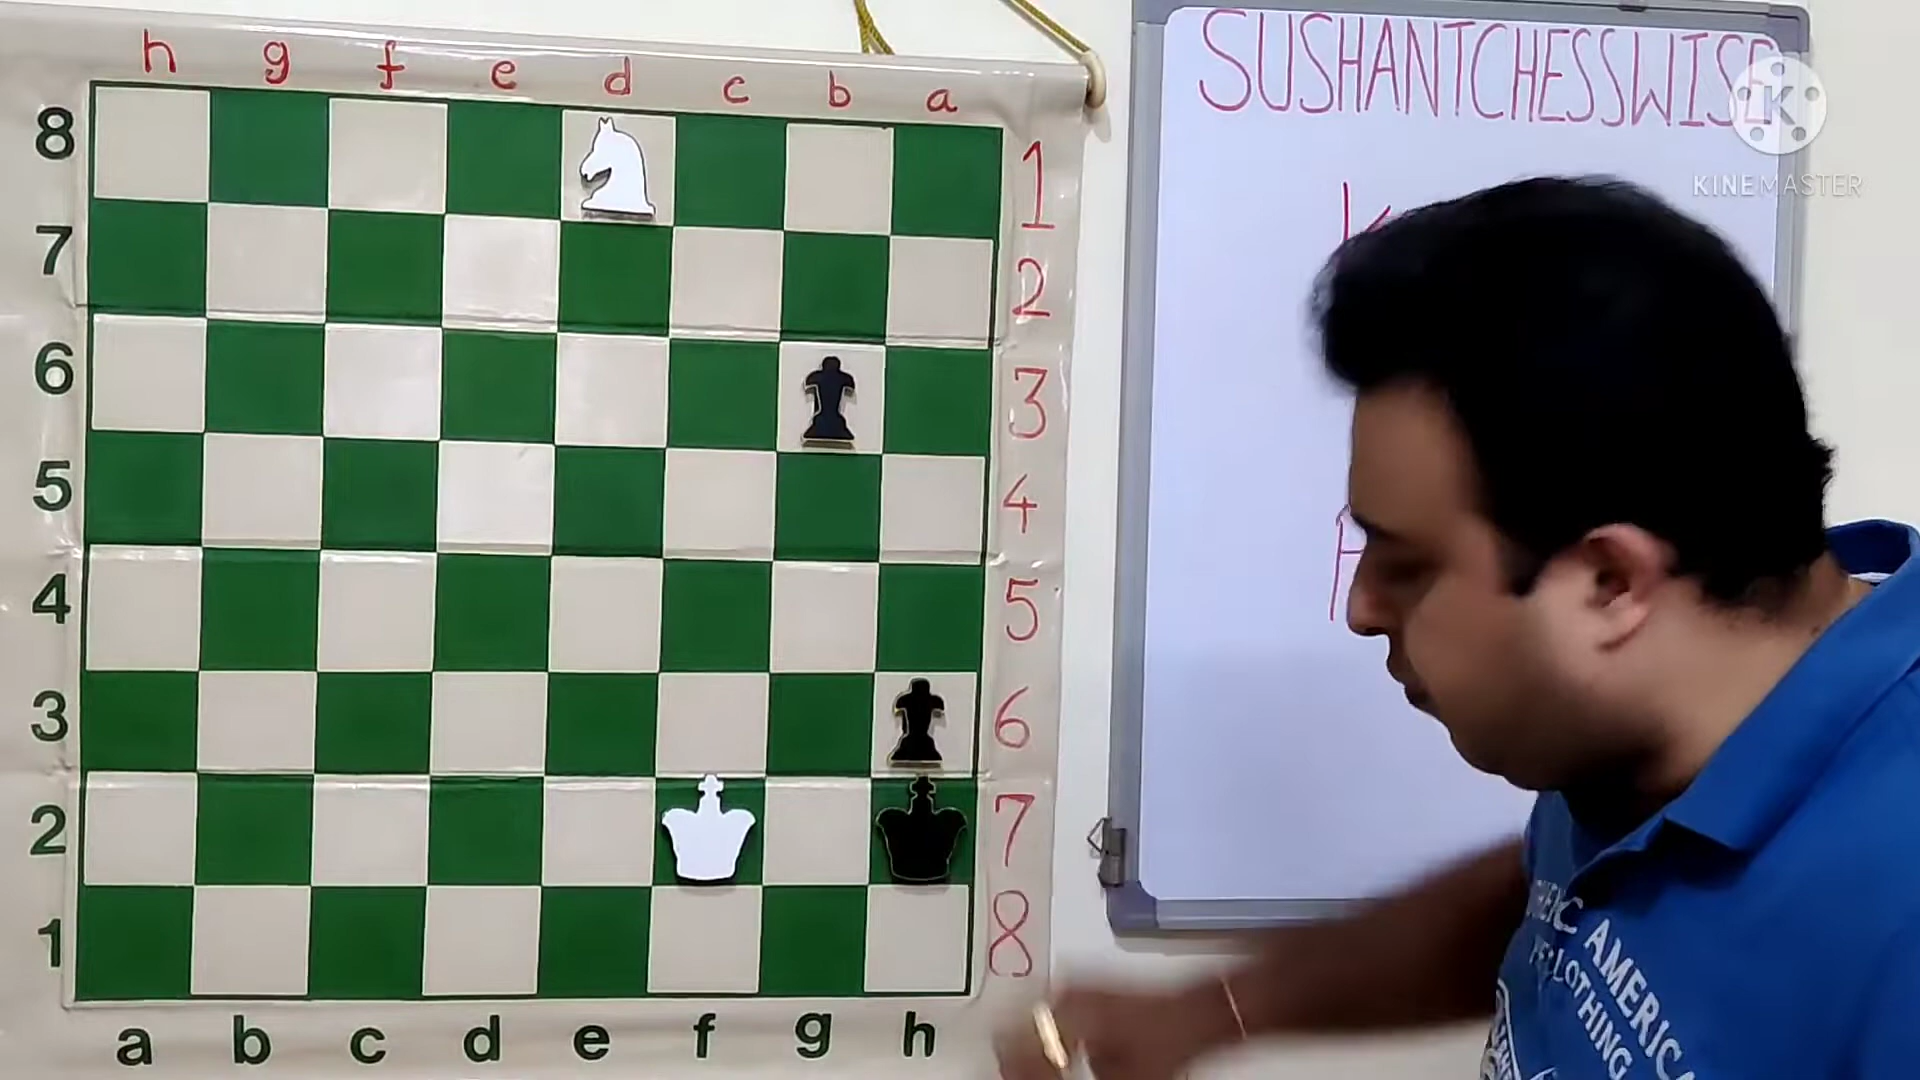 h g f e d c b a
SUSHANTCHESSWISE
K
KINEMASTER
8 1
7 2
6 3
5 4
4 5
3 6
2 7
1 8
a b c d e f g h
AMERICA